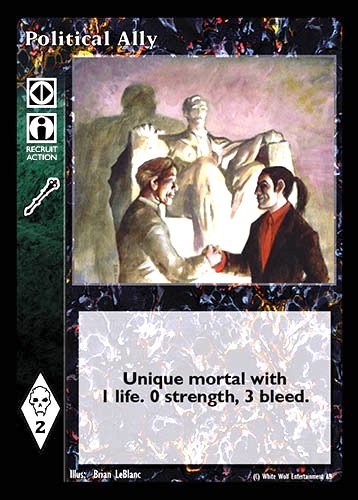 Political Ally
RECRUIT
ACTION
Unique mortal with
1 life. 0 strength, 3 bleed.
2
Illus: Brian LeBlanc
(C) White Wolf Entertainment AB